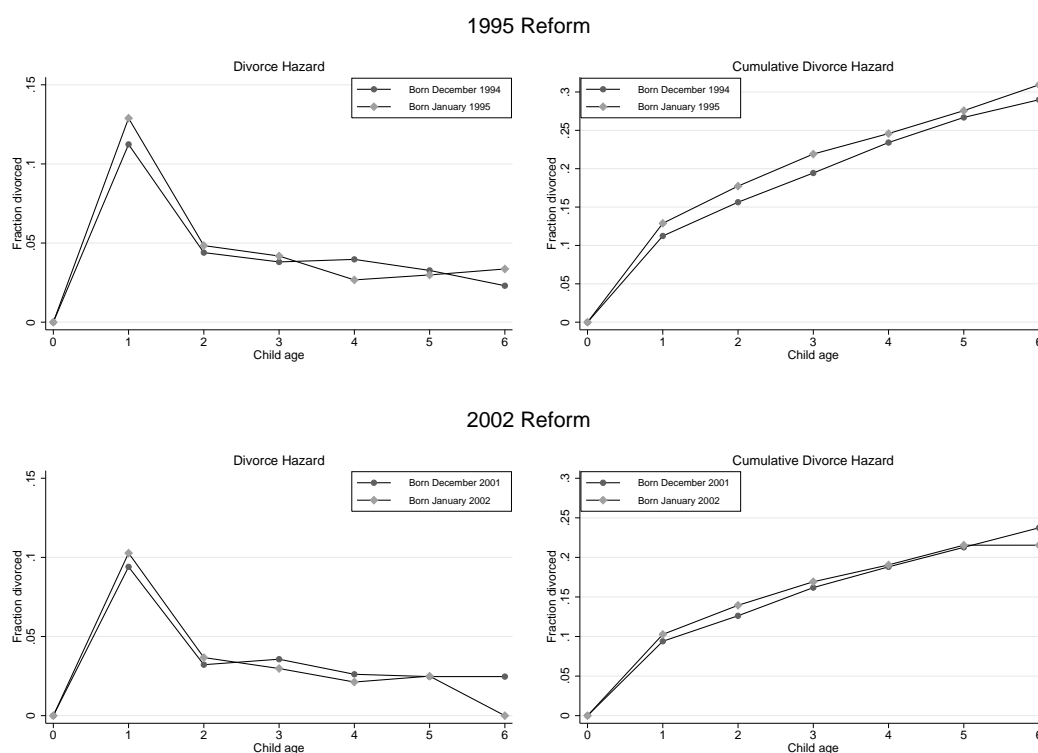 1995 Reform
Divorce Hazard
Born December 1994
Born January 1995
Fraction divorced
0
.05
.1
.15
0 1 2 3 4 5 6
Child age
Cumulative Divorce Hazard
Born December 1994
Born January 1995
Fraction divorced
0
.05
.1
.15
.2
.25
.3
0 1 2 3 4 5 6
Child age
2002 Reform
Divorce Hazard
Born December 2001
Born January 2002
Fraction divorced
0
.05
.1
.15
0 1 2 3 4 5 6
Child age
Cumulative Divorce Hazard
Born December 2001
Born January 2002
Fraction divorced
0
.05
.1
.15
.2
.25
.3
0 1 2 3 4 5 6
Child age